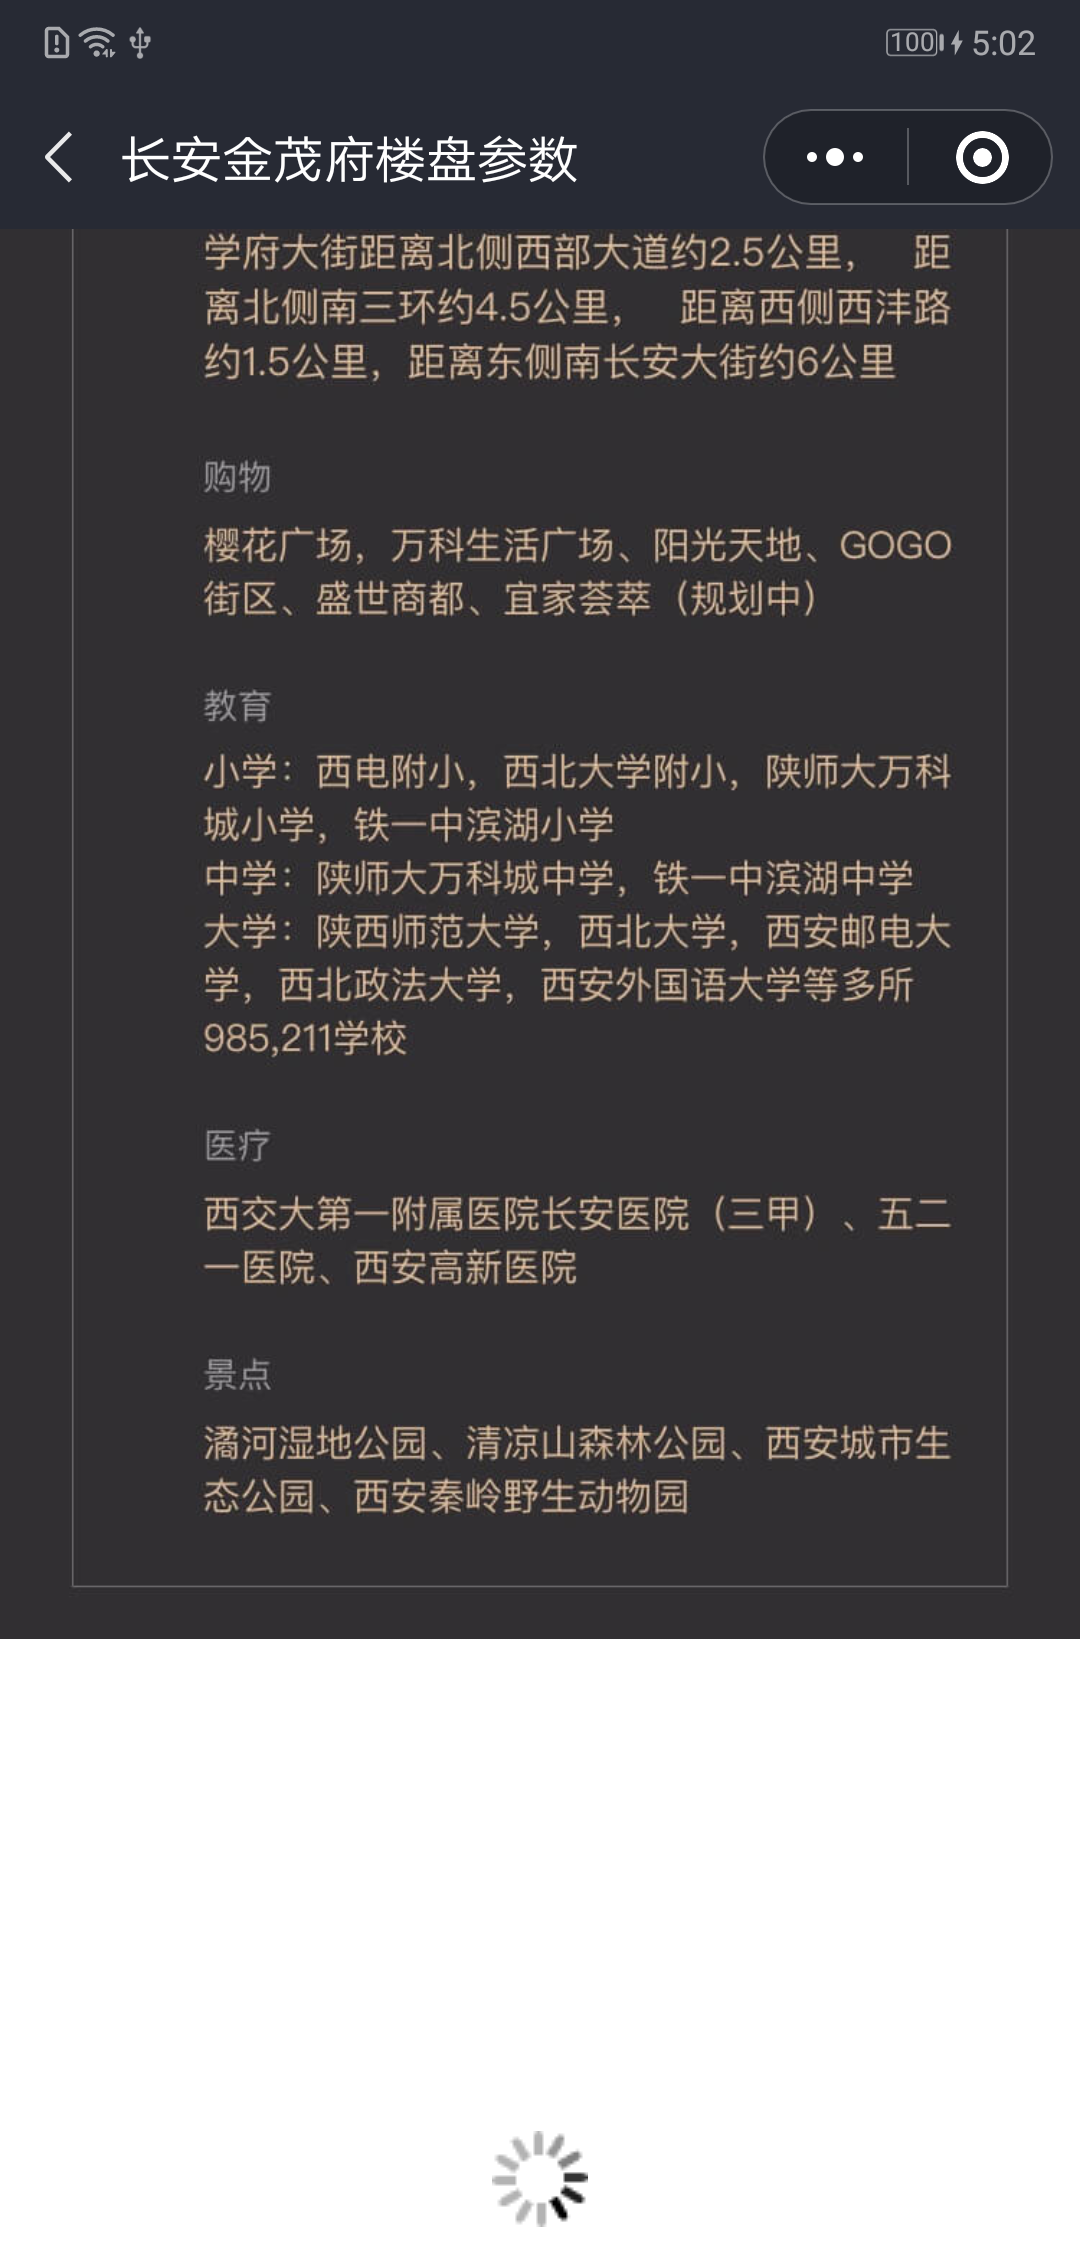 100 5:02
长安金茂府楼盘参数
学府大街距离北侧西部大道约2.5公里， 距
离北侧南三环约4.5公里， 距离西侧西沣路
约1.5公里，距离东侧南长安大街约6公里
购物
樱花广场，万科生活广场、阳光天地、GOGO
街区、盛世商都、宜家荟萃（规划中）
教育
小学：西电附小，西北大学附小，陕师大万科
城小学，铁一中滨湖小学
中学：陕师大万科城中学，铁一中滨湖中学
大学：陕西师范大学，西北大学，西安邮电大
学，西北政法大学，西安外国语大学等多所
985,211学校
医疗
西交大第一附属医院长安医院（三甲）、五二
一医院、西安高新医院
景点
潏河湿地公园、清凉山森林公园、西安城市生
态公园、西安秦岭野生动物园